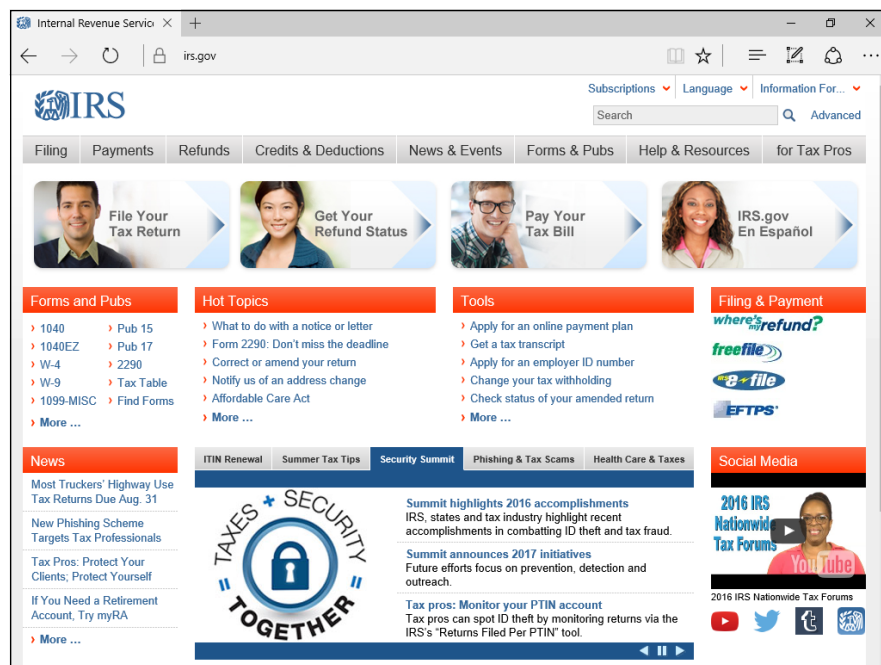 Internal Revenue Servic
irs.gov
IRS
Subscriptions Language Information For...
Search Advanced
Filing Payments Refunds Credits & Deductions News & Events Forms & Pubs Help & Resources for Tax Pros
File Your
Tax Return
Get Your
Refund Status
Pay Your
Tax Bill
IRS.gov
En Español
Forms and Pubs
1040
1040EZ
W-4
W-9
1099-MISC
Pub 15
Pub 17
2290
Tax Table
Find Forms
More ...
Hot Topics
What to do with a notice or letter
Form 2290: Don't miss the deadline
Correct or amend your return
Notify us of an address change
Affordable Care Act
More ...
Tools
Apply for an online payment plan
Get a tax transcript
Apply for an employer ID number
Change your tax withholding
Check status of your amended return
More ...
Filing & Payment
where's my refund?
freefile
IRS e-file
EFTPS
News
Most Truckers' Highway Use
Tax Returns Due Aug. 31
New Phishing Scheme
Targets Tax Professionals
Tax Pros: Protect Your
Clients; Protect Yourself
If You Need a Retirement
Account, Try myRA
More ...
ITIN Renewal Summer Tax Tips Security Summit Phishing & Tax Scams Health Care & Taxes
TAXES + SECURITY
TOGETHER
Summit highlights 2016 accomplishments
IRS, states and tax industry highlight recent
accomplishments in combatting ID theft and tax fraud.
Summit announces 2017 initiatives
Future efforts focus on prevention, detection and
outreach.
Tax pros: Monitor your PTIN account
Tax pros can spot ID theft by monitoring returns via the
IRS's "Returns Filed Per PTIN" tool.
Social Media
2016 IRS
Nationwide
Tax Forums
YouTube
2016 IRS Nationwide Tax Forums